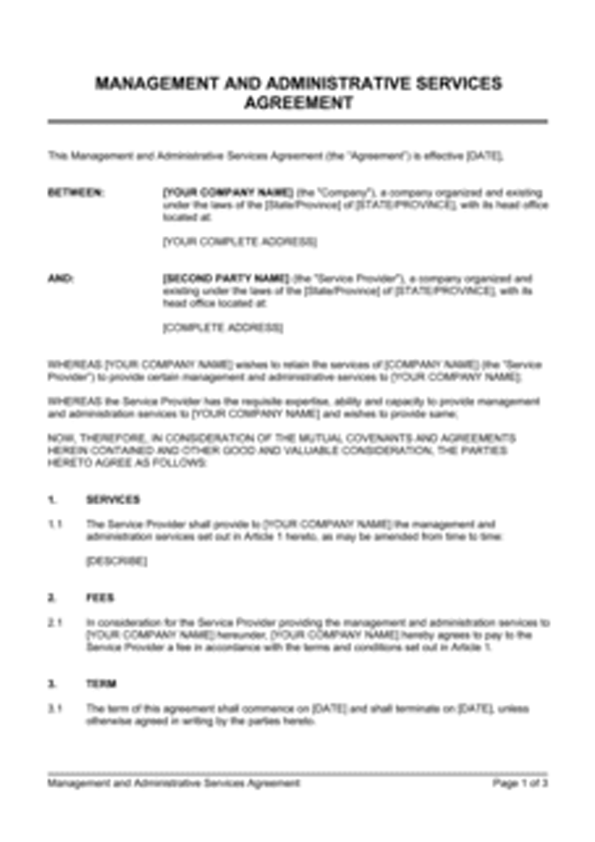 MANAGEMENT AND ADMINISTRATIVE SERVICES
AGREEMENT
This Management and Administrative Services Agreement (the "Agreement") is effective [DATE],
BETWEEN: [YOUR COMPANY NAME] (the "Company"), a company organized and existing
under the laws of the [State/Province] of [STATE/PROVINCE], with its head office
located at:
[YOUR COMPLETE ADDRESS]
AND: [SECOND PARTY NAME] (the "Service Provider"), a company organized and
existing under the laws of the [State/Province] of [STATE/PROVINCE], with its
head office located at:
[COMPLETE ADDRESS]
WHEREAS [YOUR COMPANY NAME] wishes to retain the services of [COMPANY NAME] (the "Service
Provider") to provide certain management and administrative services to [YOUR COMPANY NAME];
WHEREAS the Service Provider has the requisite expertise, ability and capacity to provide management
and administration services to [YOUR COMPANY NAME] and wishes to provide same;
NOW, THEREFORE, IN CONSIDERATION OF THE MUTUAL COVENANTS AND AGREEMENTS
HEREIN CONTAINED AND OTHER GOOD AND VALUABLE CONSIDERATION, THE PARTIES
HERETO AGREE AS FOLLOWS:
1. SERVICES
1.1 The Service Provider shall provide to [YOUR COMPANY NAME] the management and
administration services set out in Article 1 hereto, as may be amended from time to time:
[DESCRIBE]
2. FEES
2.1 In consideration for the Service Provider providing the management and administration services to
[YOUR COMPANY NAME] hereunder, [YOUR COMPANY NAME] hereby agrees to pay to the
Service Provider a fee in accordance with the terms and conditions set out in Article 1.
3. TERM
3.1 The term of this agreement shall commence on [DATE] and shall terminate on [DATE], unless
otherwise agreed in writing by the parties hereto.
Management and Administrative Services Agreement Page 1 of 3